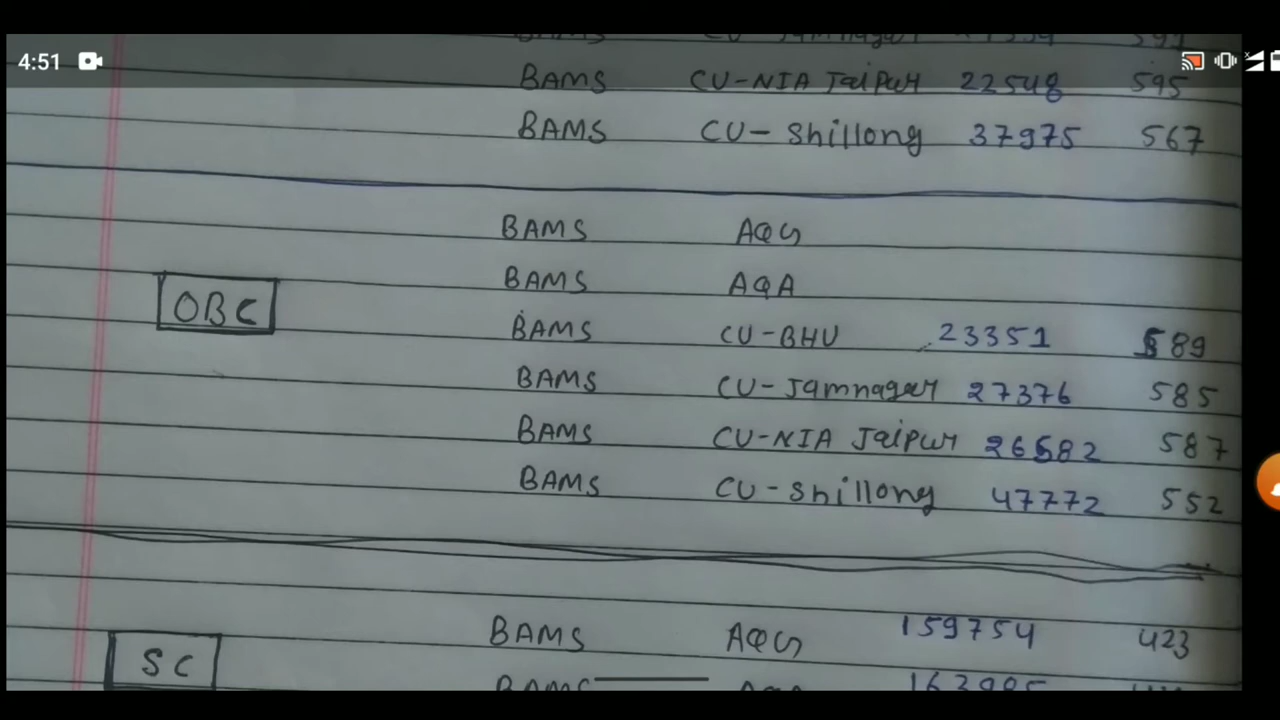 4:51
BAMS CU-NIA Jaipur 22548 595
BAMS CU-Shillong 37975 567
BAMS AQG
BAMS AQA
OBC
BAMS CU-BHU 23351 589
BAMS CU-Jamnagar 27376 585
BAMS CU-NIA Jaipur 26582 587
BAMS CU-Shillong 47772 552
BAMS AQG 159754 423
SC